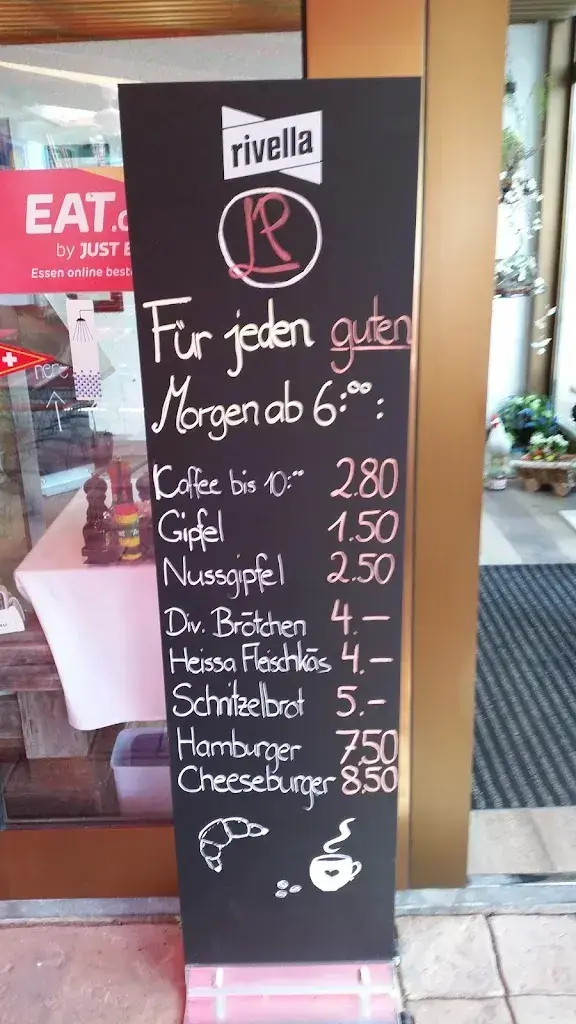 rivella
LP
Für jeden guten
Morgen ab 6:⁰⁰:
Kaffee bis 10:⁰⁰ 2.80
Gipfel 1.50
Nussgipfel 2.50
Div. Brötchen 4.–
Heissa Fleischkäs 4.–
Schnitzelbrot 5.–
Hamburger 7.50
Cheeseburger 8.50
EAT.
by JUST
Essen online